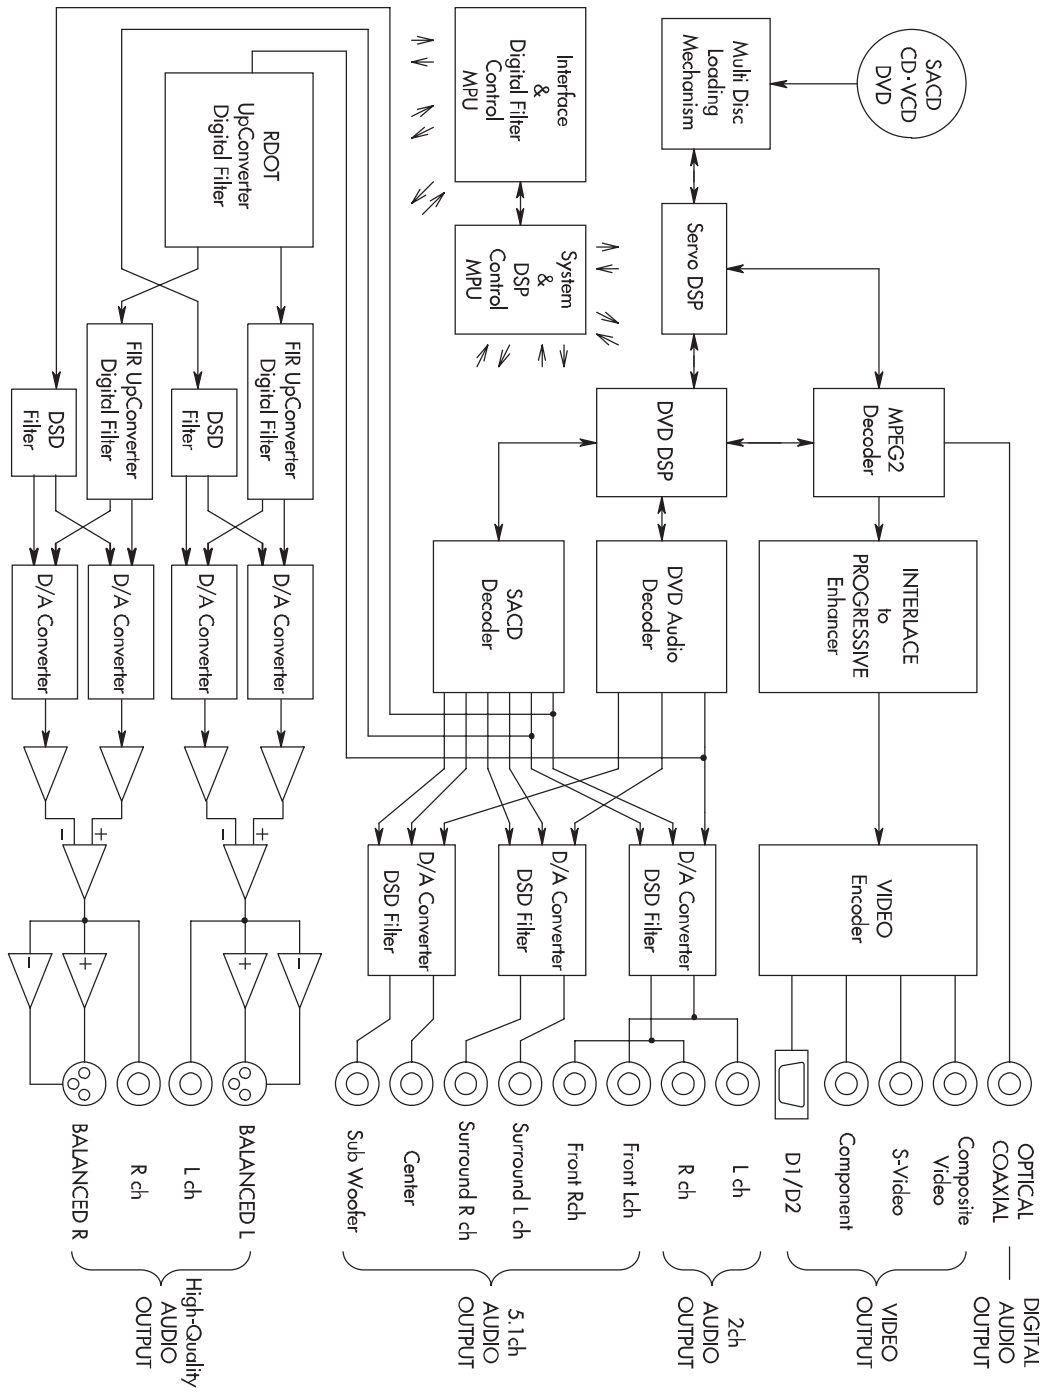 SACD
CD·VCD
DVD
Multi Disc
Loading
Mechanism
Servo DSP
MPEG2
Decoder
DVD DSP
INTERLACE
to
PROGRESSIVE
Enhancer
DVD Audio
Decoder
SACD
Decoder
VIDEO
Encoder
D/A Converter
DSD Filter
D/A Converter
DSD Filter
D/A Converter
DSD Filter
Interface
&
Digital Filter
Control
MPU
System
&
DSP
Control
MPU
RDOT
UpConverter
Digital Filter
FIR UpConverter
Digital Filter
DSD
Filter
FIR UpConverter
Digital Filter
DSD
Filter
D/A Converter
D/A Converter
D/A Converter
D/A Converter
+
−
+
−
−
+
+
−
OPTICAL
COAXIAL
DIGITAL
AUDIO
OUTPUT
Composite
Video
S-Video
Component
D1/D2
VIDEO
OUTPUT
L ch
R ch
2ch
AUDIO
OUTPUT
Front Lch
Front Rch
Surround L ch
Surround R ch
Center
Sub Woofer
5.1ch
AUDIO
OUTPUT
BALANCED L
L ch
R ch
BALANCED R
High-Quality
AUDIO
OUTPUT